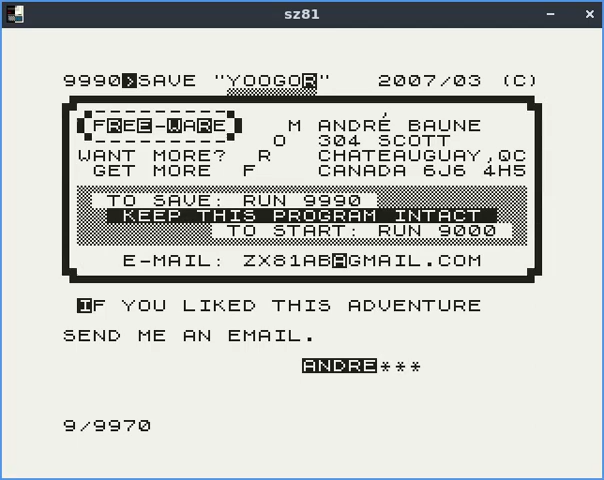 sz81
9990>SAVE "YOOGOR" 2007/03 (C)
FREE-WARE M ANDRÉ BAUNE
O 304 SCOTT
WANT MORE? R CHATEAUGUAY,QC
GET MORE F CANADA 6J6 4H5
TO SAVE: RUN 9990
KEEP THIS PROGRAM INTACT
TO START: RUN 9000
E-MAIL: ZX81ABAGMAIL.COM
IF YOU LIKED THIS ADVENTURE
SEND ME AN EMAIL.
ANDRE***
9/9970